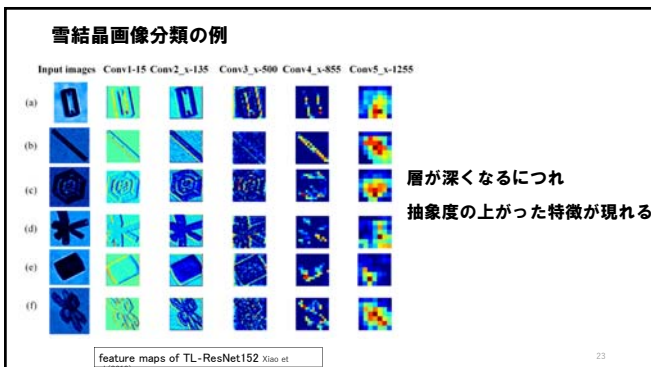 雪結晶画像分類の例
Input images Conv1-15 Conv2_x-135 Conv3_x-500 Conv4_x-855 Conv5_x-1255
(a)
(b)
(c)
(d)
(e)
(f)
層が深くなるにつれ
抽象度の上がった特徴が現れる
feature maps of TL-ResNet152 Xiao et
23